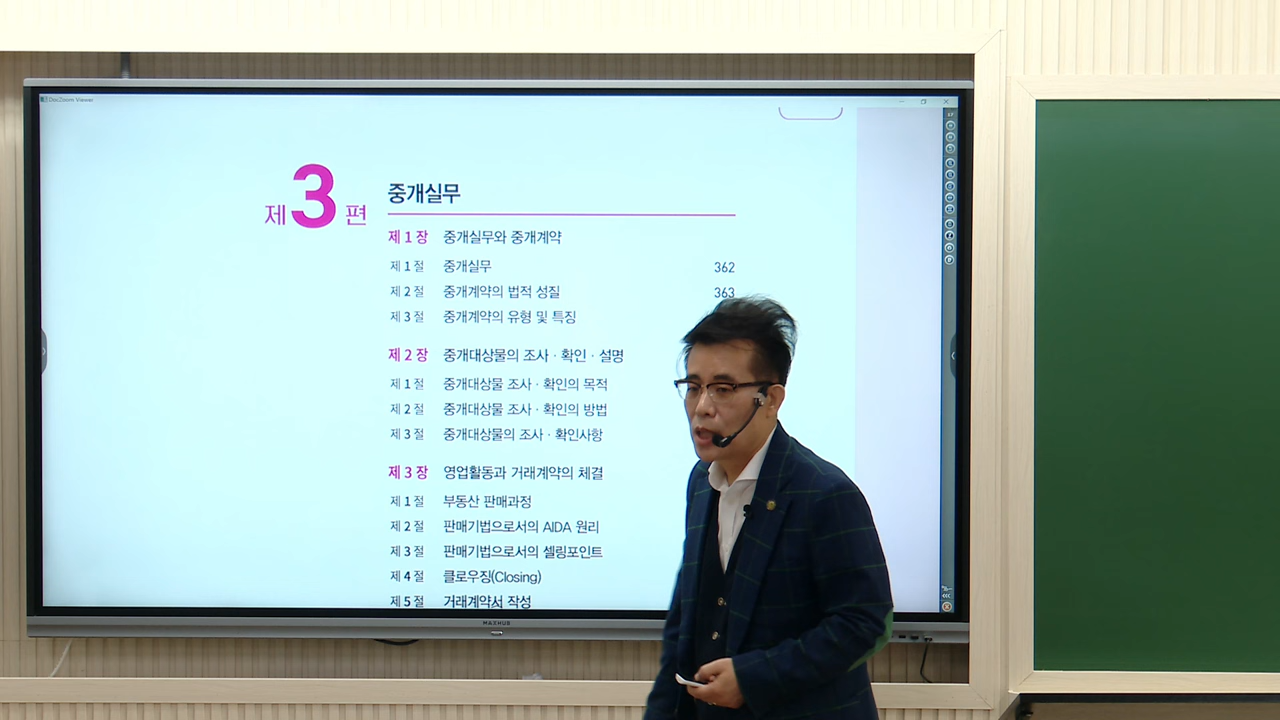 DocZoom Viewer
제3편
중개실무
제1장 중개실무와 중개계약
제1절 중개실무 362
제2절 중개계약의 법적 성질 363
제3절 중개계약의 유형 및 특징
제2장 중개대상물의 조사·확인·설명
제1절 중개대상물 조사·확인의 목적
제2절 중개대상물 조사·확인의 방법
제3절 중개대상물의 조사·확인사항
제3장 영업활동과 거래계약의 체결
제1절 부동산 판매과정
제2절 판매기법으로서의 AIDA 원리
제3절 판매기법으로서의 셀링포인트
제4절 클로우징(Closing)
제5절 거래계약서 작성
MAXHUB